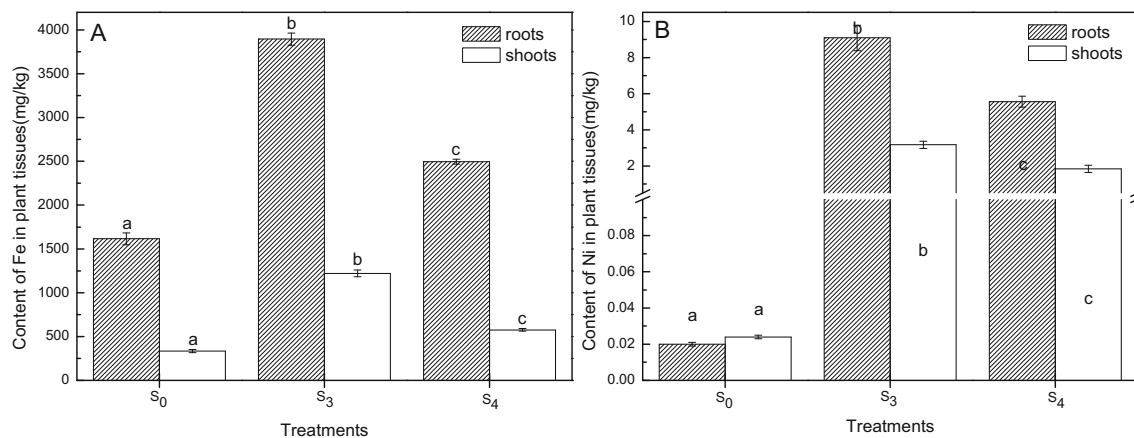 A
roots
shoots
Content of Fe in plant tissues(mg/kg)
4000
3500
3000
2500
2000
1500
1000
500
0
a
a
b
b
c
c
S0
S3
S4
Treatments
B
roots
shoots
Content of Ni in plant tissues(mg/kg)
10
8
6
4
2
0.08
0.06
0.04
0.02
0.00
a
a
b
b
c
c
S0
S3
S4
Treatments